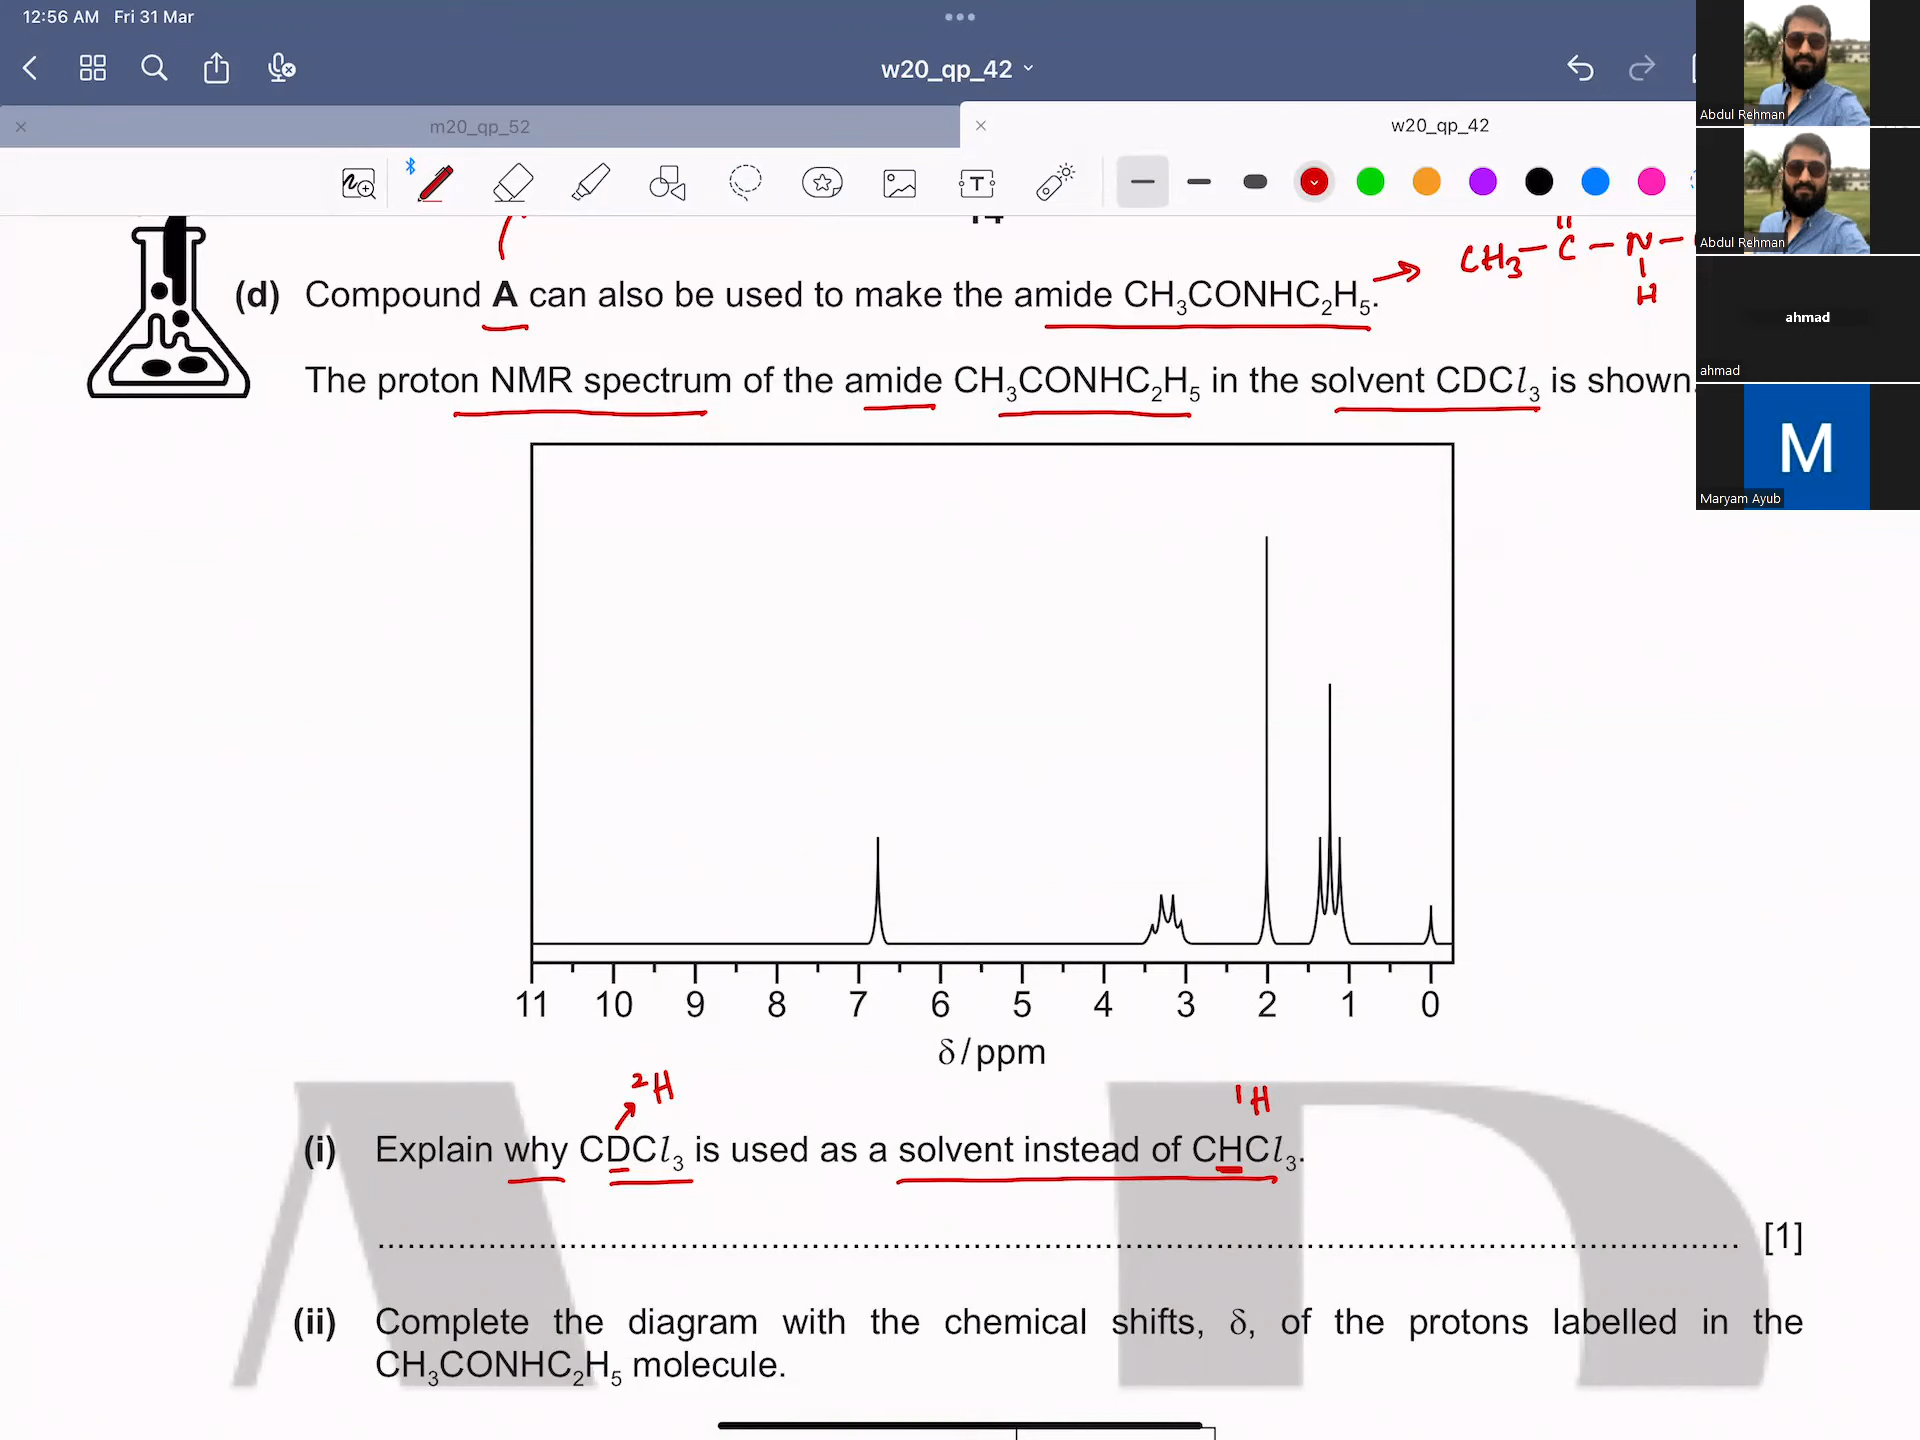 12:56 AM Fri 31 Mar
w20_qp_42
m20_qp_52
w20_qp_42
T
Abdul Rehman
Abdul Rehman
ahmad
ahmad
M
Maryam Ayub
14
CH₃ – C – N –
H
(d) Compound A can also be used to make the amide CH₃CONHC₂H₅.
The proton NMR spectrum of the amide CH₃CONHC₂H₅ in the solvent CDCl₃ is shown.
11 10 9 8 7 6 5 4 3 2 1 0
δ/ppm
²H
¹H
(i) Explain why CDCl₃ is used as a solvent instead of CHCl₃.
[1]
(ii) Complete the diagram with the chemical shifts, δ, of the protons labelled in the
CH₃CONHC₂H₅ molecule.